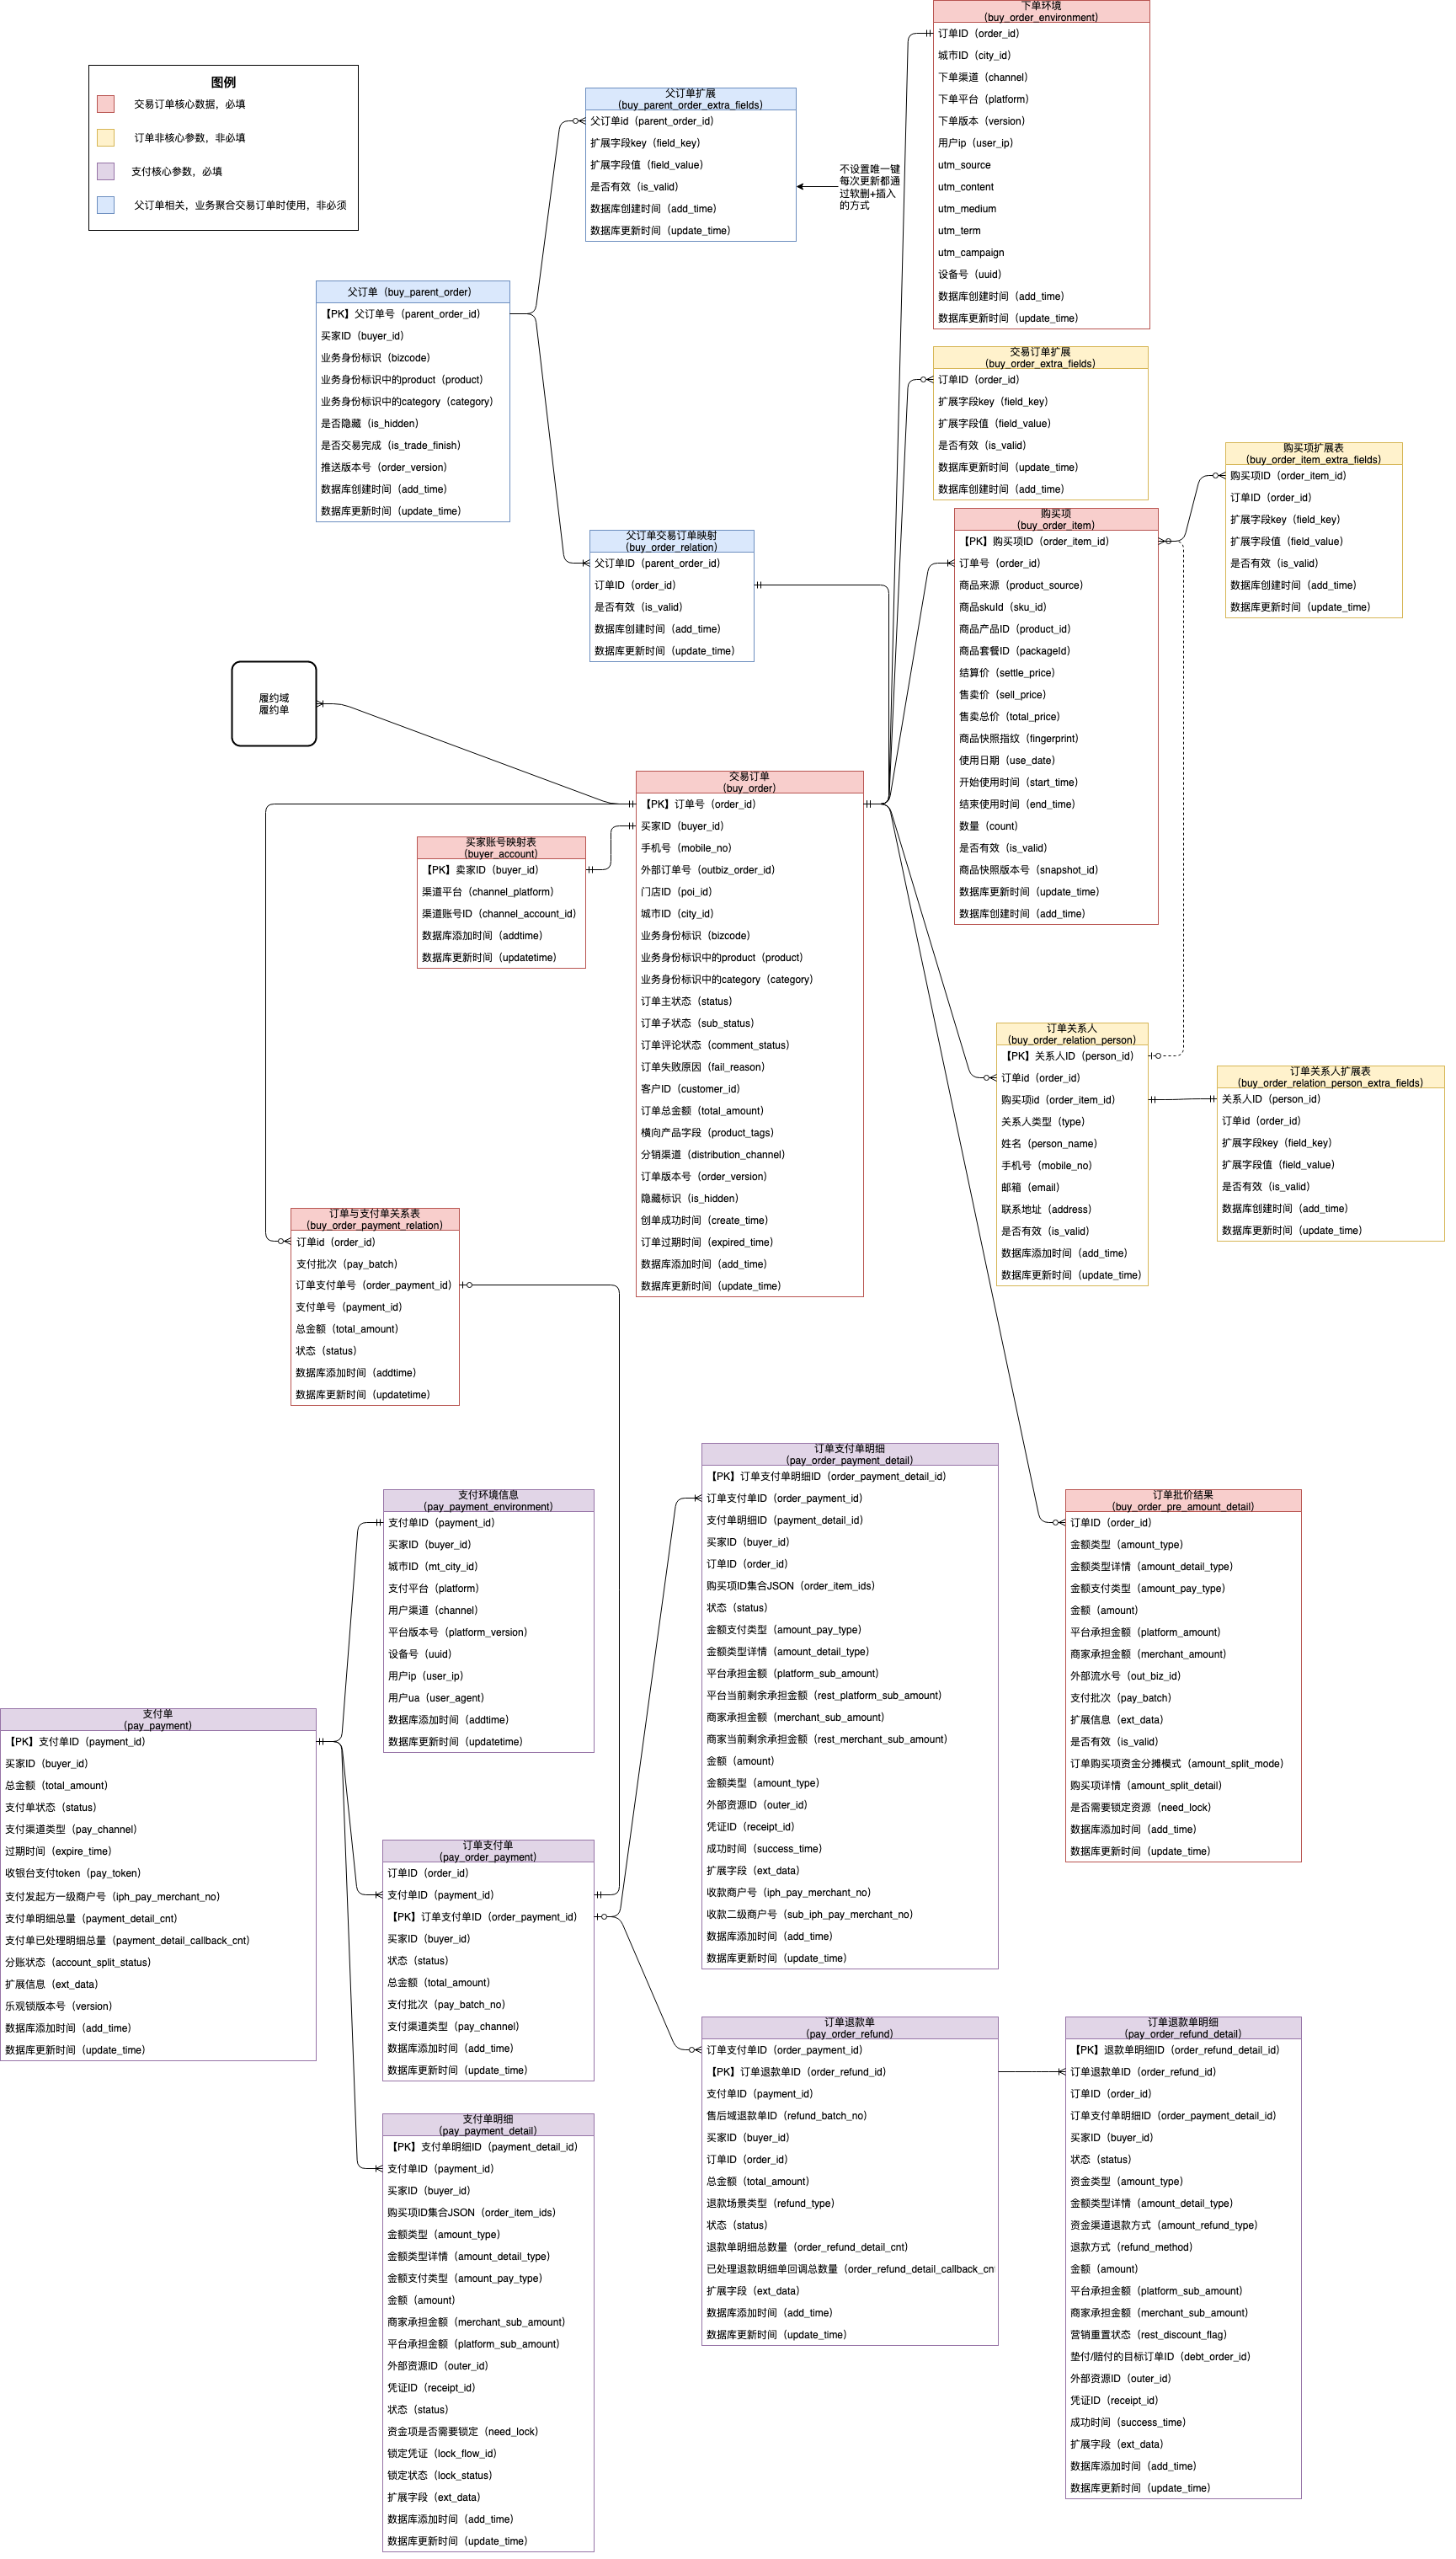 图例
交易订单核心数据，必填
订单非核心参数，非必填
支付核心参数，必填
父订单相关，业务聚合交易订单时使用，非必须
父订单扩展
(buy_parent_order_extra_fields)
父订单id（parent_order_id）
扩展字段key（field_key）
扩展字段值（field_value）
是否有效（is_valid）
数据库创建时间（add_time）
数据库更新时间（update_time）
不设置唯一键
每次更新都通
过软删+插入
的方式
下单环境
(buy_order_environment)
订单ID（order_id）
城市ID（city_id）
下单渠道（channel）
下单平台（platform）
下单版本（version）
用户ip（user_ip）
utm_source
utm_content
utm_medium
utm_term
utm_campaign
设备号（uuid）
数据库创建时间（add_time）
数据库更新时间（update_time）
父订单（buy_parent_order）
【PK】父订单号（parent_order_id）
买家ID（buyer_id）
业务身份标识（bizcode）
业务身份标识中的product（product）
业务身份标识中的category（category）
是否隐藏（is_hidden）
是否交易完成（is_trade_finish）
推送版本号（order_version）
数据库创建时间（add_time）
数据库更新时间（update_time）
交易订单扩展
(buy_order_extra_fields)
订单ID（order_id）
扩展字段key（field_key）
扩展字段值（field_value）
是否有效（is_valid）
数据库更新时间（update_time）
数据库创建时间（add_time）
购买项扩展表
(buy_order_item_extra_fields)
购买项ID（order_item_id）
订单ID（order_id）
扩展字段key（field_key）
扩展字段值（field_value）
是否有效（is_valid）
数据库创建时间（add_time）
数据库更新时间（update_time）
父订单交易订单映射
(buy_order_relation)
父订单ID（parent_order_id）
订单ID（order_id）
是否有效（is_valid）
数据库创建时间（add_time）
数据库更新时间（update_time）
购买项
(buy_order_item)
【PK】购买项ID（order_item_id）
订单号（order_id）
商品来源（product_source）
商品skuId（sku_id）
商品产品ID（product_id）
商品套餐ID（packageId）
结算价（settle_price）
售卖价（sell_price）
售卖总价（total_price）
商品快照指纹（fingerprint）
使用日期（use_date）
开始使用时间（start_time）
结束使用时间（end_time）
数量（count）
是否有效（is_valid）
商品快照版本号（snapshot_id）
数据库更新时间（update_time）
数据库创建时间（add_time）
履约域
履约单
交易订单
(buy_order)
【PK】订单号（order_id）
买家ID（buyer_id）
手机号（mobile_no）
外部订单号（outbiz_order_id）
门店ID（poi_id）
城市ID（city_id）
业务身份标识（bizcode）
业务身份标识中的product（product）
业务身份标识中的category（category）
订单主状态（status）
订单子状态（sub_status）
订单评论状态（comment_status）
订单失败原因（fail_reason）
客户ID（customer_id）
订单总金额（total_amount）
横向产品字段（product_tags）
分销渠道（distribution_channel）
订单版本号（order_version）
隐藏标识（is_hidden）
创单成功时间（create_time）
订单过期时间（expired_time）
数据库添加时间（add_time）
数据库更新时间（update_time）
买家账号映射表
(buyer_account)
【PK】卖家ID（buyer_id）
渠道平台（channel_platform）
渠道账号ID（channel_account_id）
数据库添加时间（addtime）
数据库更新时间（updatetime）
订单关系人
(buy_order_relation_person)
【PK】关系人ID（person_id）
订单id（order_id）
购买项id（order_item_id）
关系人类型（type）
姓名（person_name）
手机号（mobile_no）
邮箱（email）
联系地址（address）
是否有效（is_valid）
数据库添加时间（add_time）
数据库更新时间（update_time）
订单关系人扩展表
(buy_order_relation_person_extra_fields)
关系人ID（person_id）
订单id（order_id）
扩展字段key（field_key）
扩展字段值（field_value）
是否有效（is_valid）
数据库创建时间（add_time）
数据库更新时间（update_time）
订单与支付单关系表
(buy_order_payment_relation)
订单id（order_id）
支付批次（pay_batch）
订单支付单号（order_payment_id）
支付单号（payment_id）
总金额（total_amount）
状态（status）
数据库添加时间（addtime）
数据库更新时间（updatetime）
订单支付单明细
(pay_order_payment_detail)
【PK】订单支付单明细ID（order_payment_detail_id）
订单支付单ID（order_payment_id）
支付单明细ID（payment_detail_id）
买家ID（buyer_id）
订单ID（order_id）
购买项ID集合JSON（order_item_ids）
状态（status）
金额支付类型（amount_pay_type）
金额类型详情（amount_detail_type）
平台承担金额（platform_sub_amount）
平台当前剩余承担金额（rest_platform_sub_amount）
商家承担金额（merchant_sub_amount）
商家当前剩余承担金额（rest_merchant_sub_amount）
金额（amount）
金额类型（amount_type）
外部资源ID（outer_id）
凭证ID（receipt_id）
成功时间（success_time）
扩展字段（ext_data）
收款商户号（iph_pay_merchant_no）
收款二级商户号（sub_iph_pay_merchant_no）
数据库添加时间（add_time）
数据库更新时间（update_time）
订单批价结果
(buy_order_pre_amount_detail)
订单ID（order_id）
金额类型（amount_type）
金额类型详情（amount_detail_type）
金额支付类型（amount_pay_type）
金额（amount）
平台承担金额（platform_amount）
商家承担金额（merchant_amount）
外部流水号（out_biz_id）
支付批次（pay_batch）
扩展信息（ext_data）
是否有效（is_valid）
订单购买项资金分摊模式（amount_split_mode）
购买项详情（amount_split_detail）
是否需要锁定资源（need_lock）
数据库添加时间（add_time）
数据库更新时间（update_time）
支付环境信息
(pay_payment_environment)
支付单ID（payment_id）
买家ID（buyer_id）
城市ID（mt_city_id）
支付平台（platform）
用户渠道（channel）
平台版本号（platform_version）
设备号（uuid）
用户ip（user_ip）
用户ua（user_agent）
数据库添加时间（addtime）
数据库更新时间（updatetime）
支付单
(pay_payment)
【PK】支付单ID（payment_id）
买家ID（buyer_id）
总金额（total_amount）
支付单状态（status）
支付渠道类型（pay_channel）
过期时间（expire_time）
收银台支付token（pay_token）
支付发起方一级商户号（iph_pay_merchant_no）
支付单明细总量（payment_detail_cnt）
支付单已处理明细总量（payment_detail_callback_cnt）
分账状态（account_split_status）
扩展信息（ext_data）
乐观锁版本号（version）
数据库添加时间（add_time）
数据库更新时间（update_time）
订单支付单
(pay_order_payment)
订单ID（order_id）
支付单ID（payment_id）
【PK】订单支付单ID（order_payment_id）
买家ID（buyer_id）
状态（status）
总金额（total_amount）
支付批次（pay_batch_no）
支付渠道类型（pay_channel）
数据库添加时间（add_time）
数据库更新时间（update_time）
订单退款单
(pay_order_refund)
订单支付单ID（order_payment_id）
【PK】订单退款单ID（order_refund_id）
支付单ID（payment_id）
售后域退款单ID（refund_batch_no）
买家ID（buyer_id）
订单ID（order_id）
总金额（total_amount）
退款场景类型（refund_type）
状态（status）
退款单明细总数量（order_refund_detail_cnt）
已处理退款明细单回调总数量（order_refund_detail_callback_cnt
扩展字段（ext_data）
数据库添加时间（add_time）
数据库更新时间（update_time）
订单退款单明细
(pay_order_refund_detail)
【PK】退款单明细ID（order_refund_detail_id）
订单退款单ID（order_refund_id）
订单ID（order_id）
订单支付单明细ID（order_payment_detail_id）
买家ID（buyer_id）
状态（status）
资金类型（amount_type）
金额类型详情（amount_detail_type）
资金渠道退款方式（amount_refund_type）
退款方式（refund_method）
金额（amount）
平台承担金额（platform_sub_amount）
商家承担金额（merchant_sub_amount）
营销重置状态（rest_discount_flag）
垫付/赔付的目标订单ID（debt_order_id）
外部资源ID（outer_id）
凭证ID（receipt_id）
成功时间（success_time）
扩展字段（ext_data）
数据库添加时间（add_time）
数据库更新时间（update_time）
支付单明细
(pay_payment_detail)
【PK】支付单明细ID（payment_detail_id）
支付单ID（payment_id）
买家ID（buyer_id）
购买项ID集合JSON（order_item_ids）
金额类型（amount_type）
金额类型详情（amount_detail_type）
金额支付类型（amount_pay_type）
金额（amount）
商家承担金额（merchant_sub_amount）
平台承担金额（platform_sub_amount）
外部资源ID（outer_id）
凭证ID（receipt_id）
状态（status）
资金项是否需要锁定（need_lock）
锁定凭证（lock_flow_id）
锁定状态（lock_status）
扩展字段（ext_data）
数据库添加时间（add_time）
数据库更新时间（update_time）